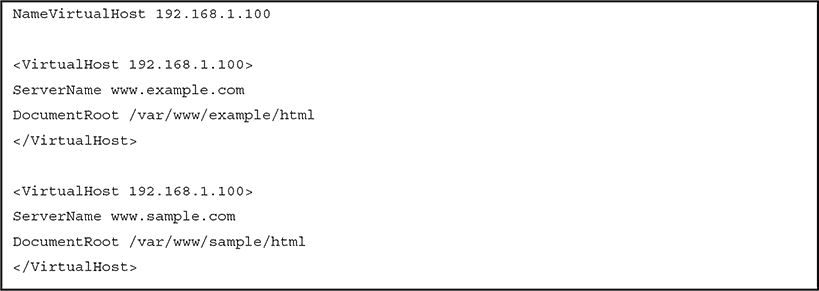 NameVirtualHost 192.168.1.100
<VirtualHost 192.168.1.100>
ServerName www.example.com
DocumentRoot /var/www/example/html
</VirtualHost>
<VirtualHost 192.168.1.100>
ServerName www.sample.com
DocumentRoot /var/www/sample/html
</VirtualHost>